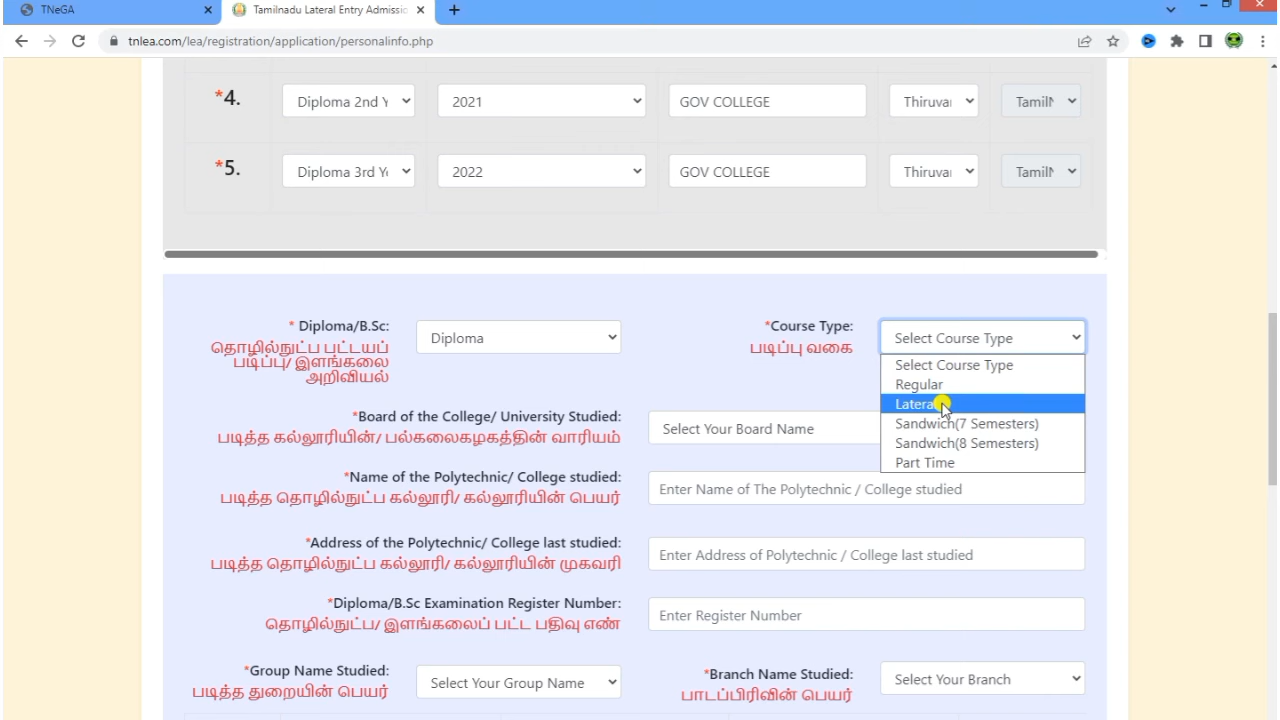 TNeGA
Tamilnadu Lateral Entry Admissio
tnlea.com/lea/registration/application/personalinfo.php
*4. Diploma 2nd Y 2021 GOV COLLEGE Thiruva TamilN
*5. Diploma 3rd Ye 2022 GOV COLLEGE Thiruva TamilN
* Diploma/B.Sc: Diploma
தொழில்நுட்ப பட்டயப்
படிப்பு/ இளங்கலை
அறிவியல்
*Course Type: Select Course Type
படிப்பு வகை
Select Course Type
Regular
Lateral
Sandwich(7 Semesters)
Sandwich(8 Semesters)
Part Time
*Board of the College/ University Studied: Select Your Board Name
படித்த கல்லூரியின்/ பல்கலைகழகத்தின் வாரியம்
*Name of the Polytechnic/ College studied: Enter Name of The Polytechnic / College studied
படித்த தொழில்நுட்ப கல்லூரி/ கல்லூரியின் பெயர்
*Address of the Polytechnic/ College last studied: Enter Address of Polytechnic / College last studied
படித்த தொழில்நுட்ப கல்லூரி/ கல்லூரியின் முகவரி
*Diploma/B.Sc Examination Register Number: Enter Register Number
தொழில்நுட்ப/ இளங்கலைப் பட்ட பதிவு எண்
*Group Name Studied: Select Your Group Name
படித்த துறையின் பெயர்
*Branch Name Studied: Select Your Branch
பாடப்பிரிவின் பெயர்